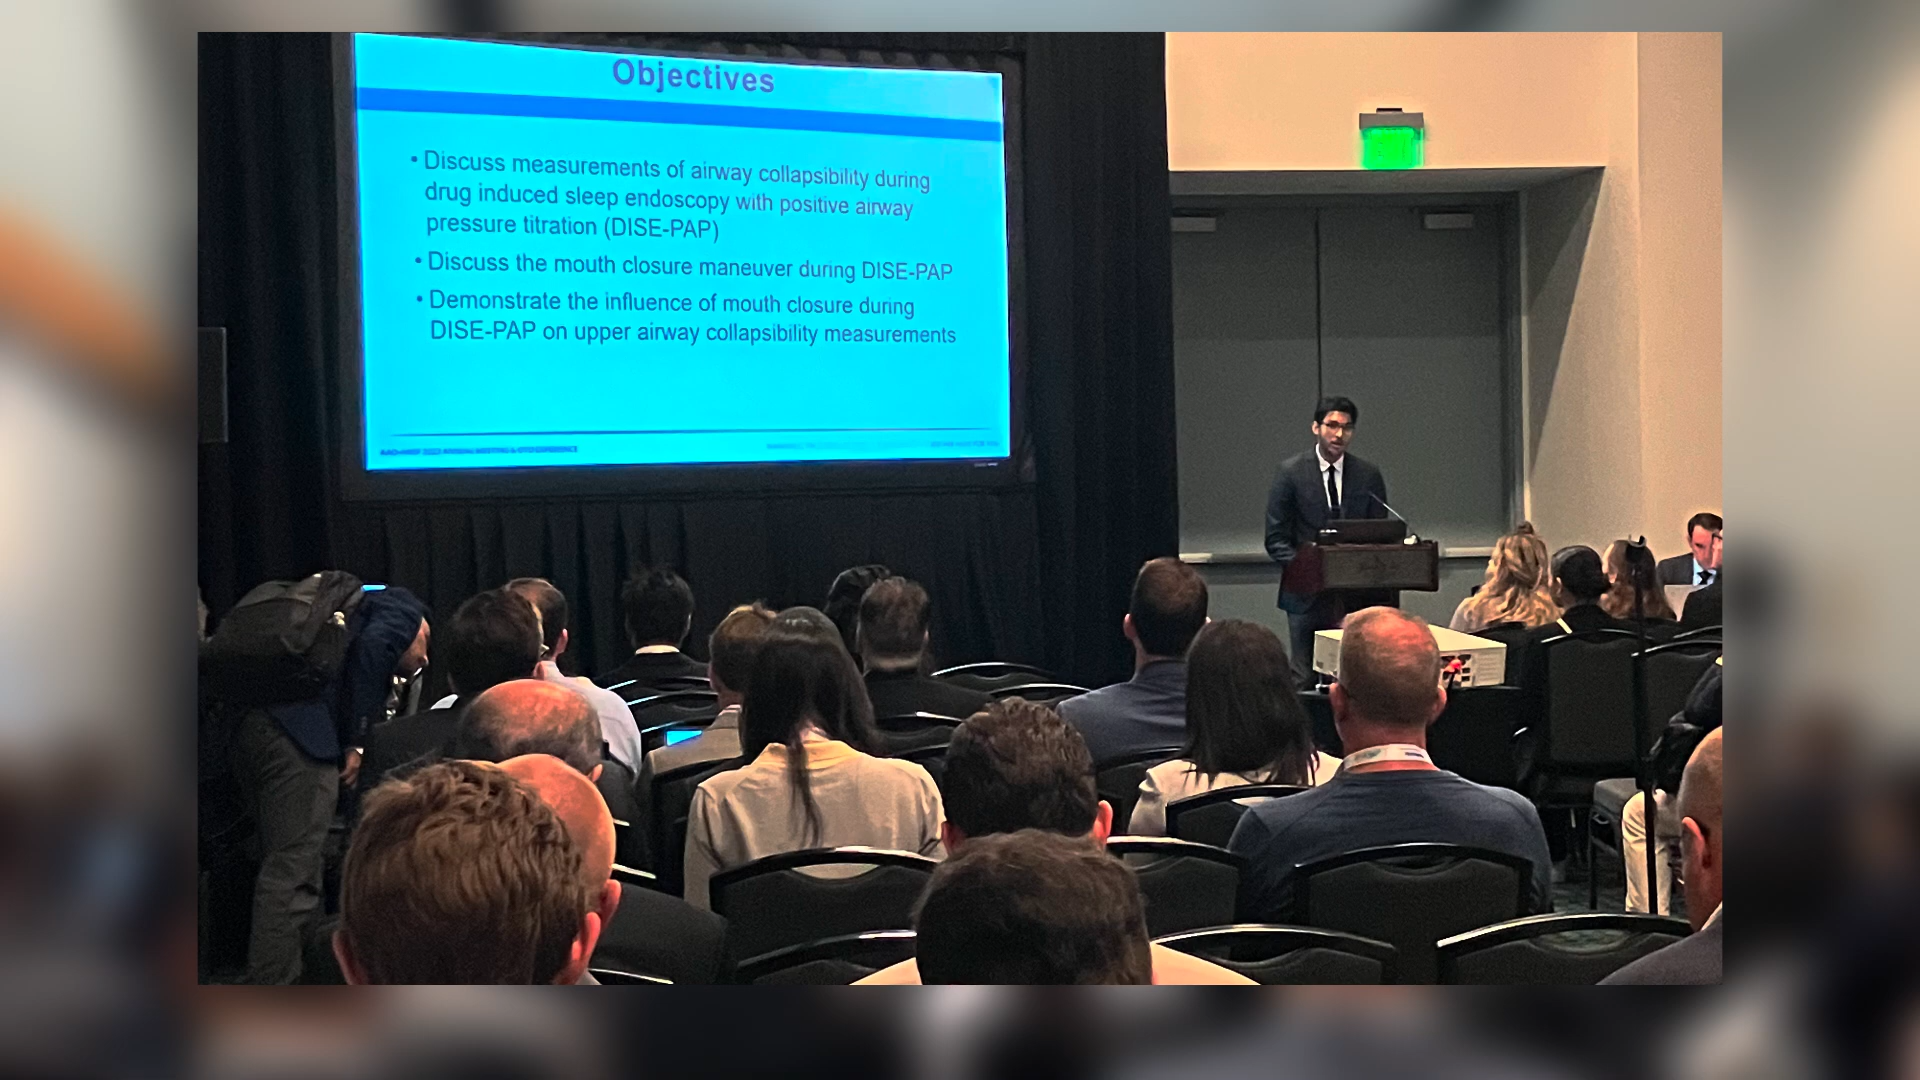 Objectives
• Discuss measurements of airway collapsibility during
drug induced sleep endoscopy with positive airway
pressure titration (DISE-PAP)
• Discuss the mouth closure maneuver during DISE-PAP
• Demonstrate the influence of mouth closure during
DISE-PAP on upper airway collapsibility measurements